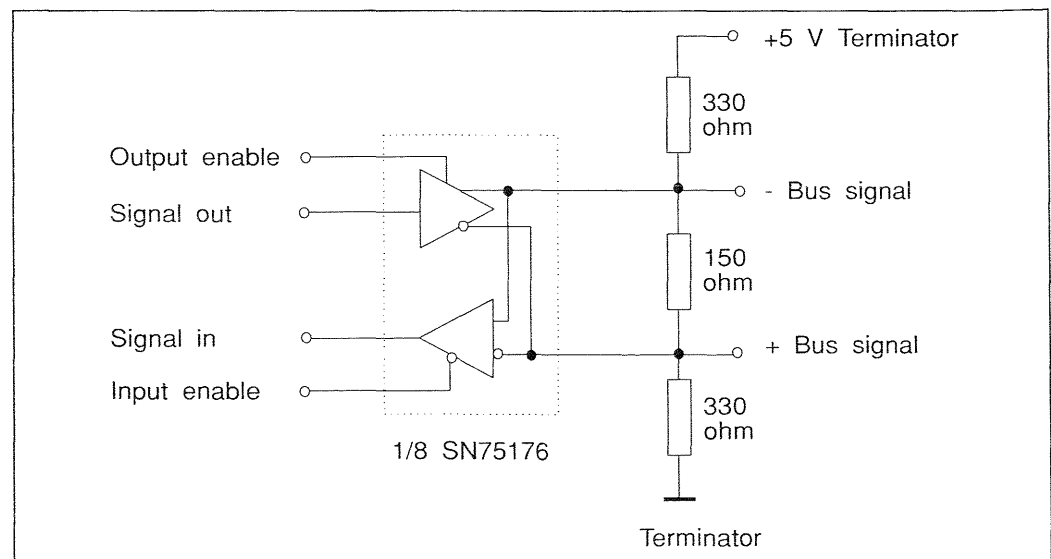 +5 V Terminator
330
ohm
Output enable
- Bus signal
Signal out
150
ohm
Signal in
+ Bus signal
Input enable
330
ohm
1/8 SN75176
Terminator